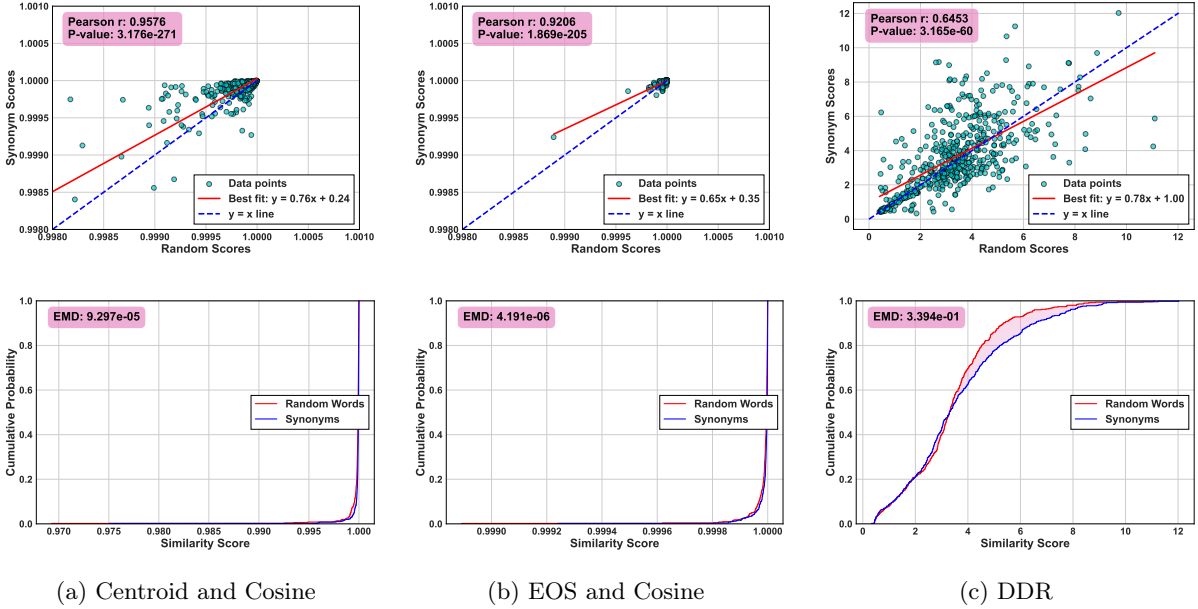 Pearson r: 0.9576
P-value: 3.176e-271
1.0010
1.0005
1.0000
0.9995
0.9990
0.9985
0.9980
Synonym Scores
Data points
Best fit: y = 0.76x + 0.24
y = x line
0.9980 0.9985 0.9990 0.9995 1.0000 1.0005 1.0010
Random Scores
Pearson r: 0.9206
P-value: 1.869e-205
1.0010
1.0005
1.0000
0.9995
0.9990
0.9985
0.9980
Synonym Scores
Data points
Best fit: y = 0.65x + 0.35
y = x line
0.9980 0.9985 0.9990 0.9995 1.0000 1.0005 1.0010
Random Scores
Pearson r: 0.6453
P-value: 3.165e-60
12
10
8
6
4
2
0
Synonym Scores
Data points
Best fit: y = 0.78x + 1.00
y = x line
0 2 4 6 8 10 12
Random Scores
EMD: 9.297e-05
1.0
0.8
0.6
0.4
0.2
0.0
Cumulative Probability
Random Words
Synonyms
0.970 0.975 0.980 0.985 0.990 0.995 1.000
Similarity Score
EMD: 4.191e-06
1.0
0.8
0.6
0.4
0.2
0.0
Cumulative Probability
Random Words
Synonyms
0.9990 0.9992 0.9994 0.9996 0.9998 1.0000
Similarity Score
EMD: 3.394e-01
1.0
0.8
0.6
0.4
0.2
0.0
Cumulative Probability
Random Words
Synonyms
0 2 4 6 8 10 12
Similarity Score
(a) Centroid and Cosine
(b) EOS and Cosine
(c) DDR